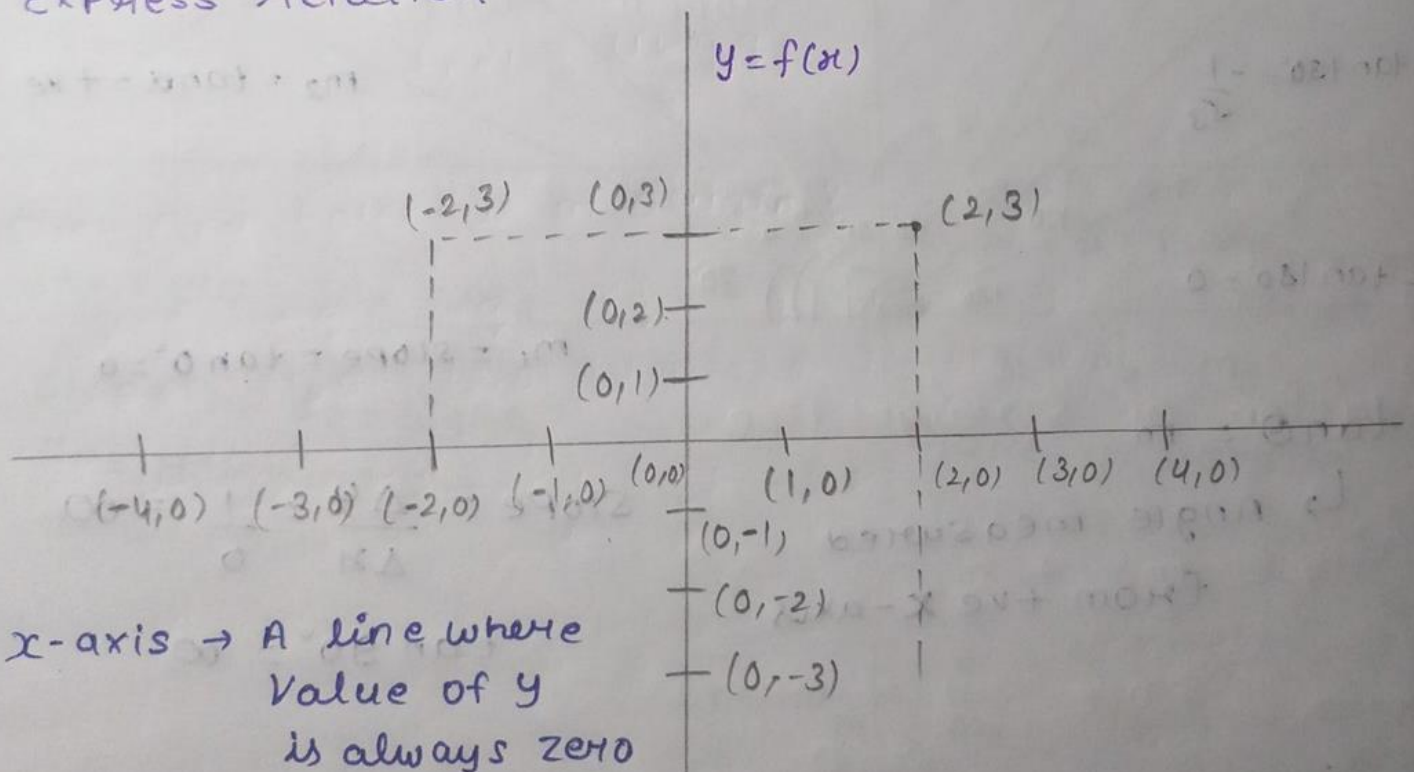 Express
y = f(x)
(-2,3) (0,3) (2,3)
(0,2)
(0,1)
(-4,0) (-3,0) (-2,0) (-1,0) (0,0) (1,0) (2,0) (3,0) (4,0)
(0,-1)
(0,-2)
(0,-3)
x-axis → A line where
Value of y
is always zero